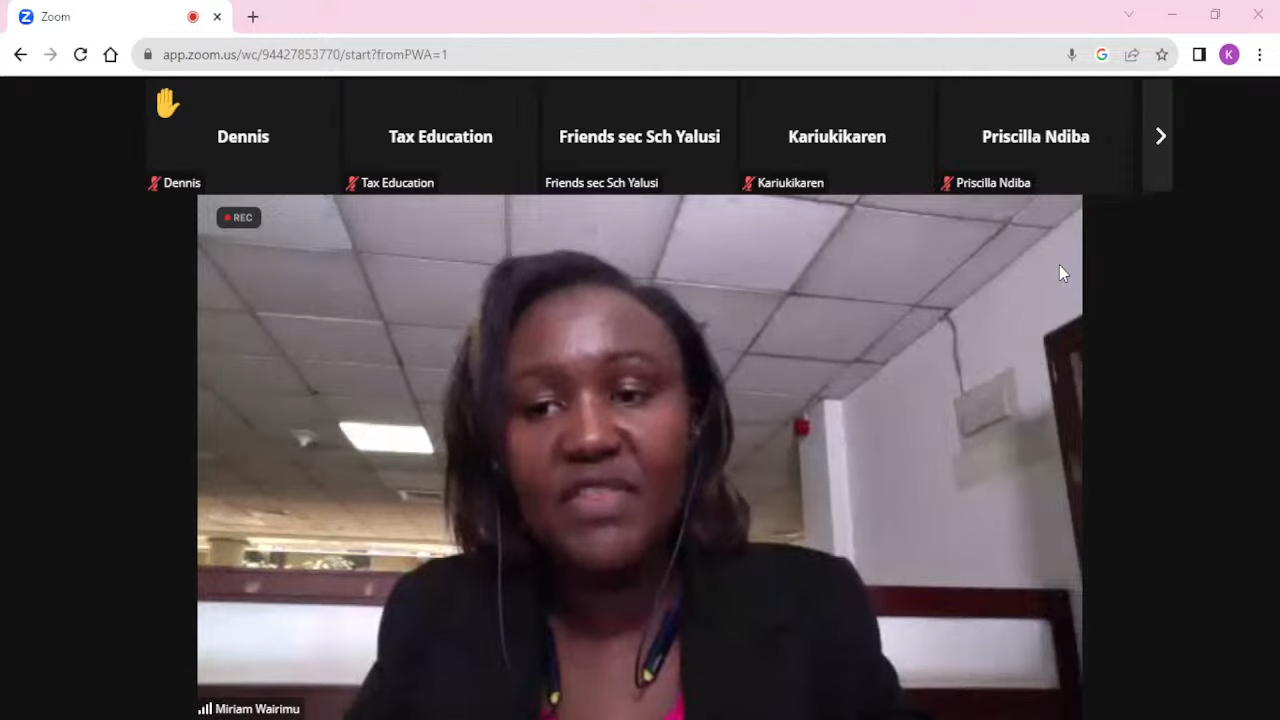 Zoom
app.zoom.us/wc/94427853770/start?fromPWA=1
K
Dennis
Tax Education
Friends sec Sch Yalusi
Kariukikaren
Priscilla Ndiba
Dennis
Tax Education
Friends sec Sch Yalusi
Kariukikaren
Priscilla Ndiba
REC
Miriam Wairimu